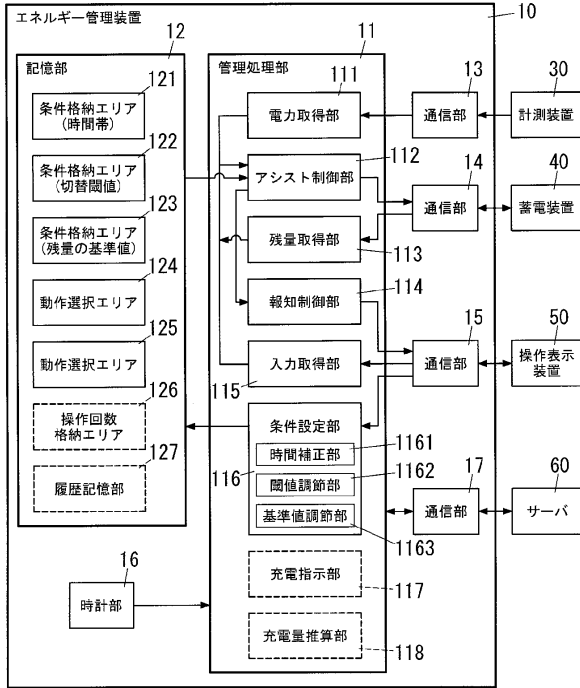 エネルギー管理装置
10
記憶部
12
条件格納エリア
(時間帯)
121
条件格納エリア
(切替閾値)
122
条件格納エリア
(残量の基準値)
123
動作選択エリア
124
動作選択エリア
125
操作回数
格納エリア
126
履歴記憶部
127
時計部
16
管理処理部
11
電力取得部
111
アシスト制御部
112
残量取得部
113
報知制御部
114
入力取得部
115
条件設定部
116
時間補正部
1161
閾値調節部
1162
基準値調節部
1163
充電指示部
117
充電量推算部
118
通信部
13
通信部
14
通信部
15
通信部
17
計測装置
30
蓄電装置
40
操作表示
装置
50
サーバ
60